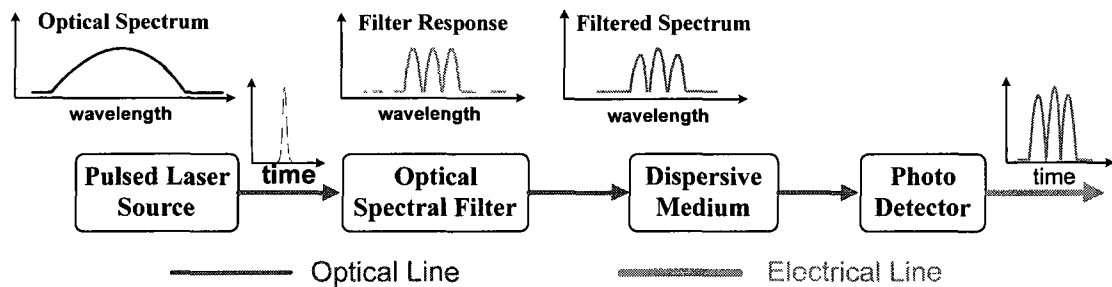 Optical Spectrum
Filter Response
Filtered Spectrum
wavelength
wavelength
wavelength
time
time
Pulsed Laser
Source
Optical
Spectral Filter
Dispersive
Medium
Photo
Detector
Optical Line
Electrical Line